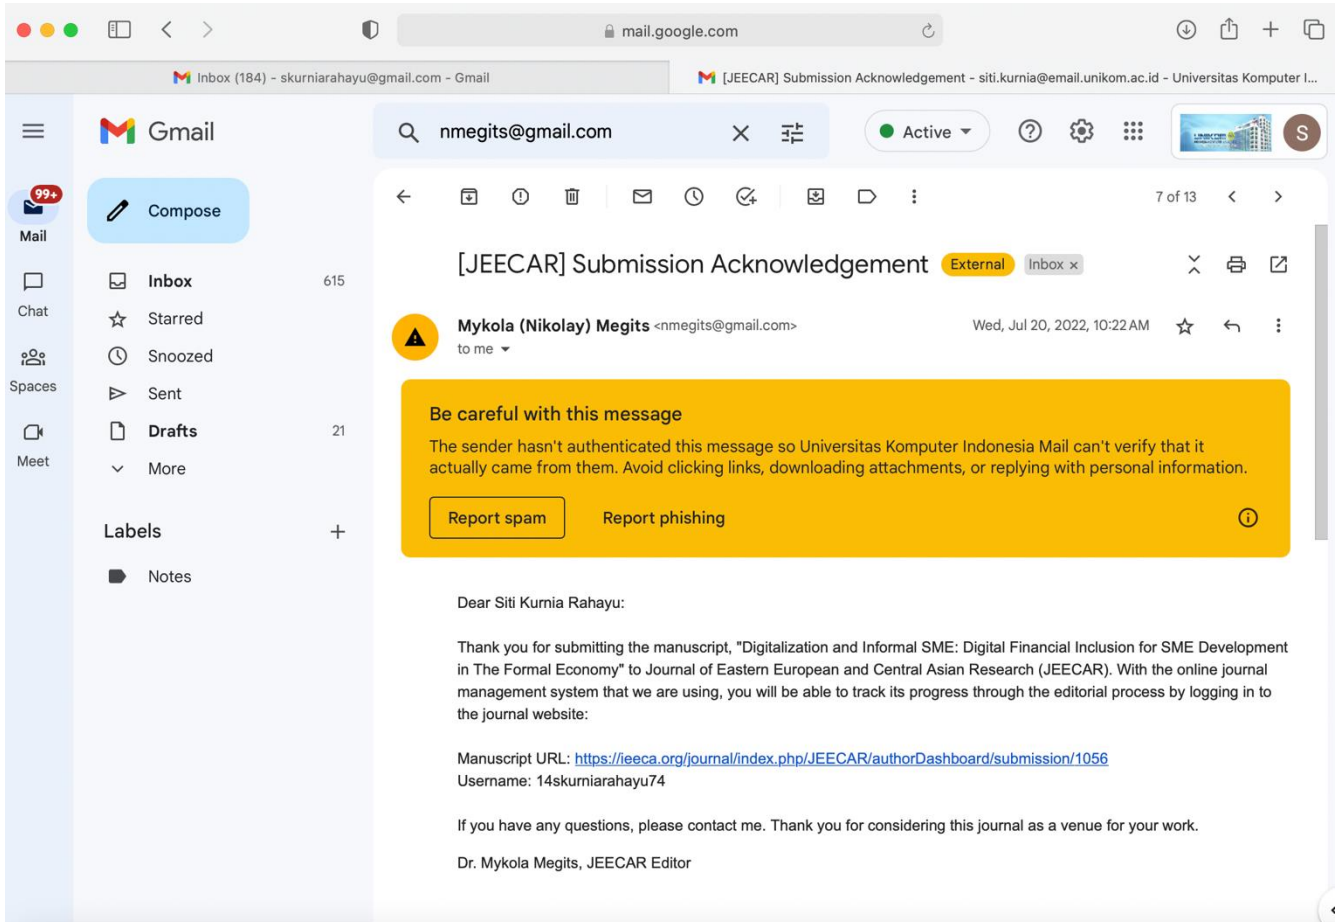 mail.google.com
Inbox (184) - skurniarahayu@gmail.com - Gmail
[JEECAR] Submission Acknowledgement - siti.kurnia@email.unikom.ac.id - Universitas Komputer I...
Gmail
nmegits@gmail.com
Active
S
99+
Mail
Chat
Spaces
Meet
Compose
Inbox 615
Starred
Snoozed
Sent
Drafts 21
More
Labels
Notes
7 of 13
[JEECAR] Submission Acknowledgement External Inbox x
Mykola (Nikolay) Megits <nmegits@gmail.com> Wed, Jul 20, 2022, 10:22 AM
to me
Be careful with this message
The sender hasn't authenticated this message so Universitas Komputer Indonesia Mail can't verify that it
actually came from them. Avoid clicking links, downloading attachments, or replying with personal information.
Report spam Report phishing
Dear Siti Kurnia Rahayu:
Thank you for submitting the manuscript, "Digitalization and Informal SME: Digital Financial Inclusion for SME Development
in The Formal Economy" to Journal of Eastern European and Central Asian Research (JEECAR). With the online journal
management system that we are using, you will be able to track its progress through the editorial process by logging in to
the journal website:
Manuscript URL: https://ieeca.org/journal/index.php/JEECAR/authorDashboard/submission/1056
Username: 14skurniarahayu74
If you have any questions, please contact me. Thank you for considering this journal as a venue for your work.
Dr. Mykola Megits, JEECAR Editor